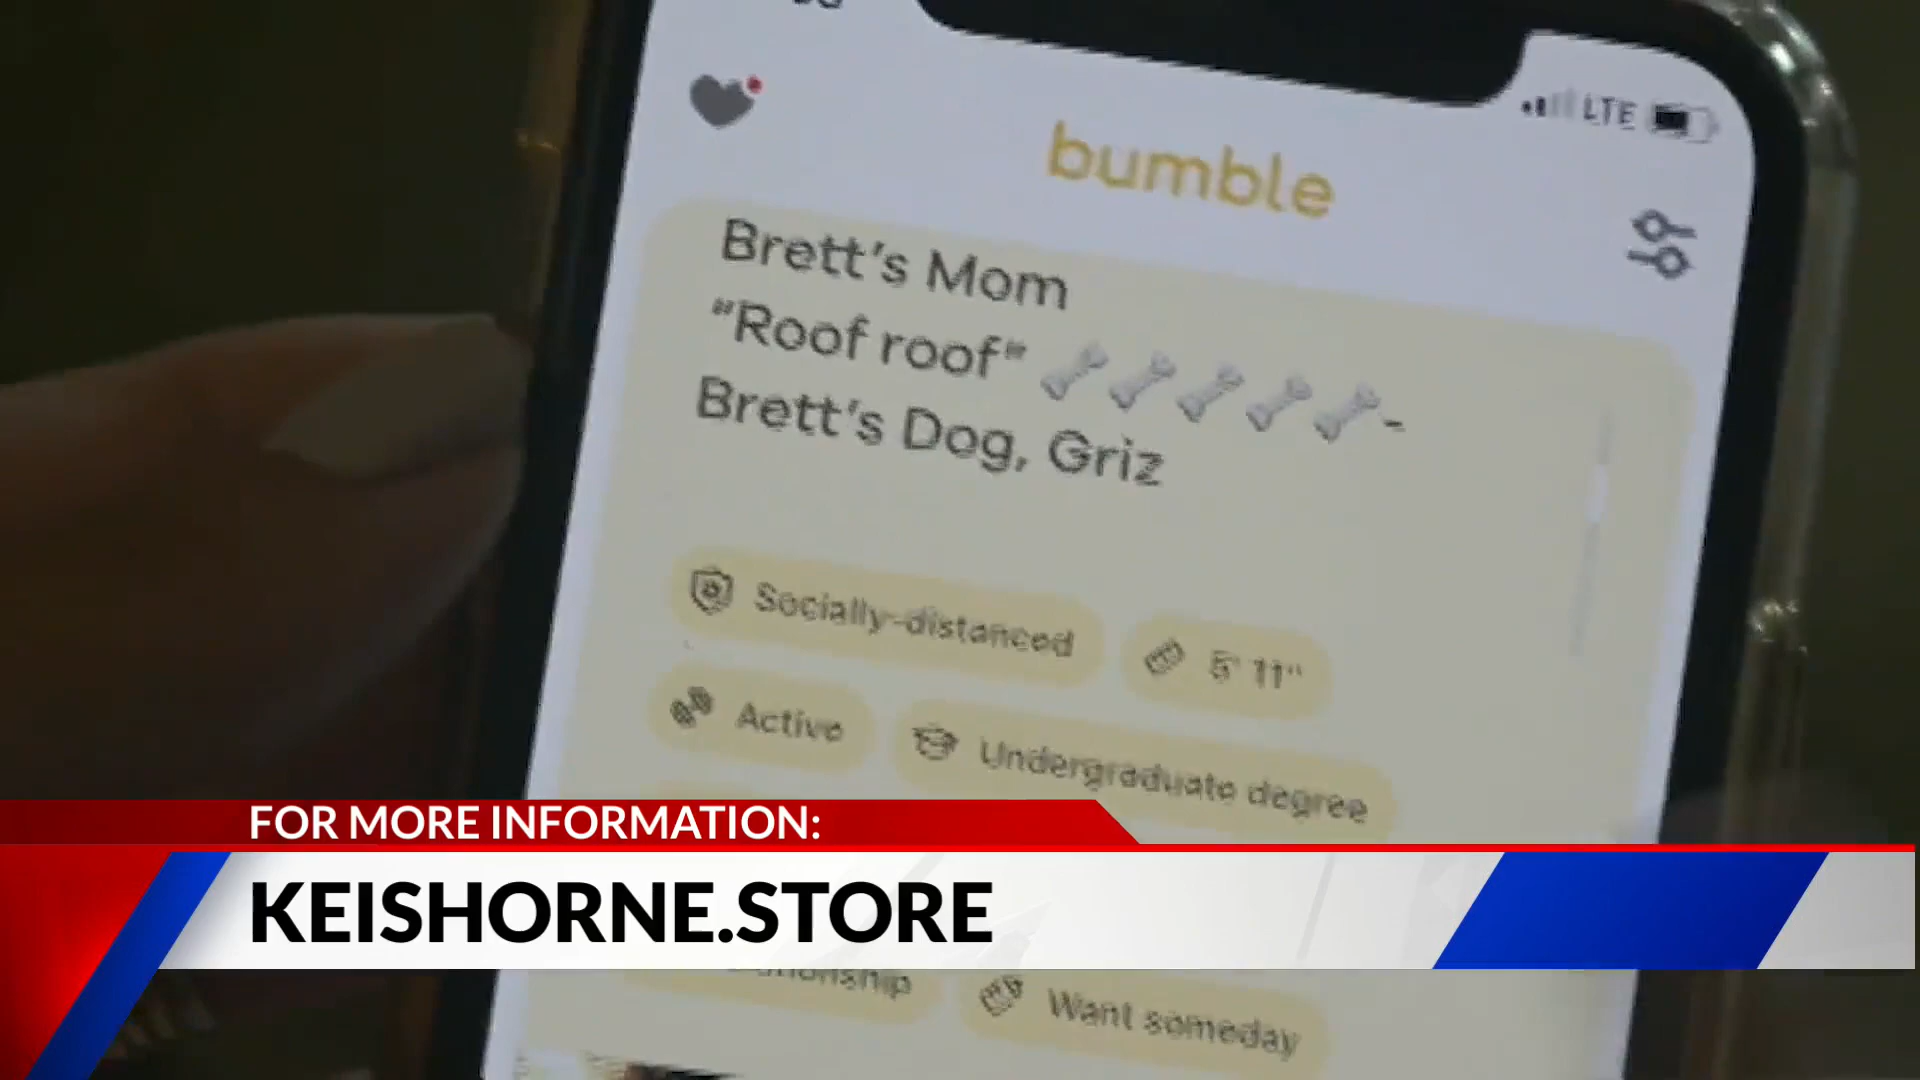 LTE
bumble
Brett's Mom
"Roof roof" 🦴🦴🦴🦴🦴-
Brett's Dog, Griz
Socially-distanced
5' 11"
Active
Undergraduate degree
FOR MORE INFORMATION:
KEISHORNE.STORE
Want someday